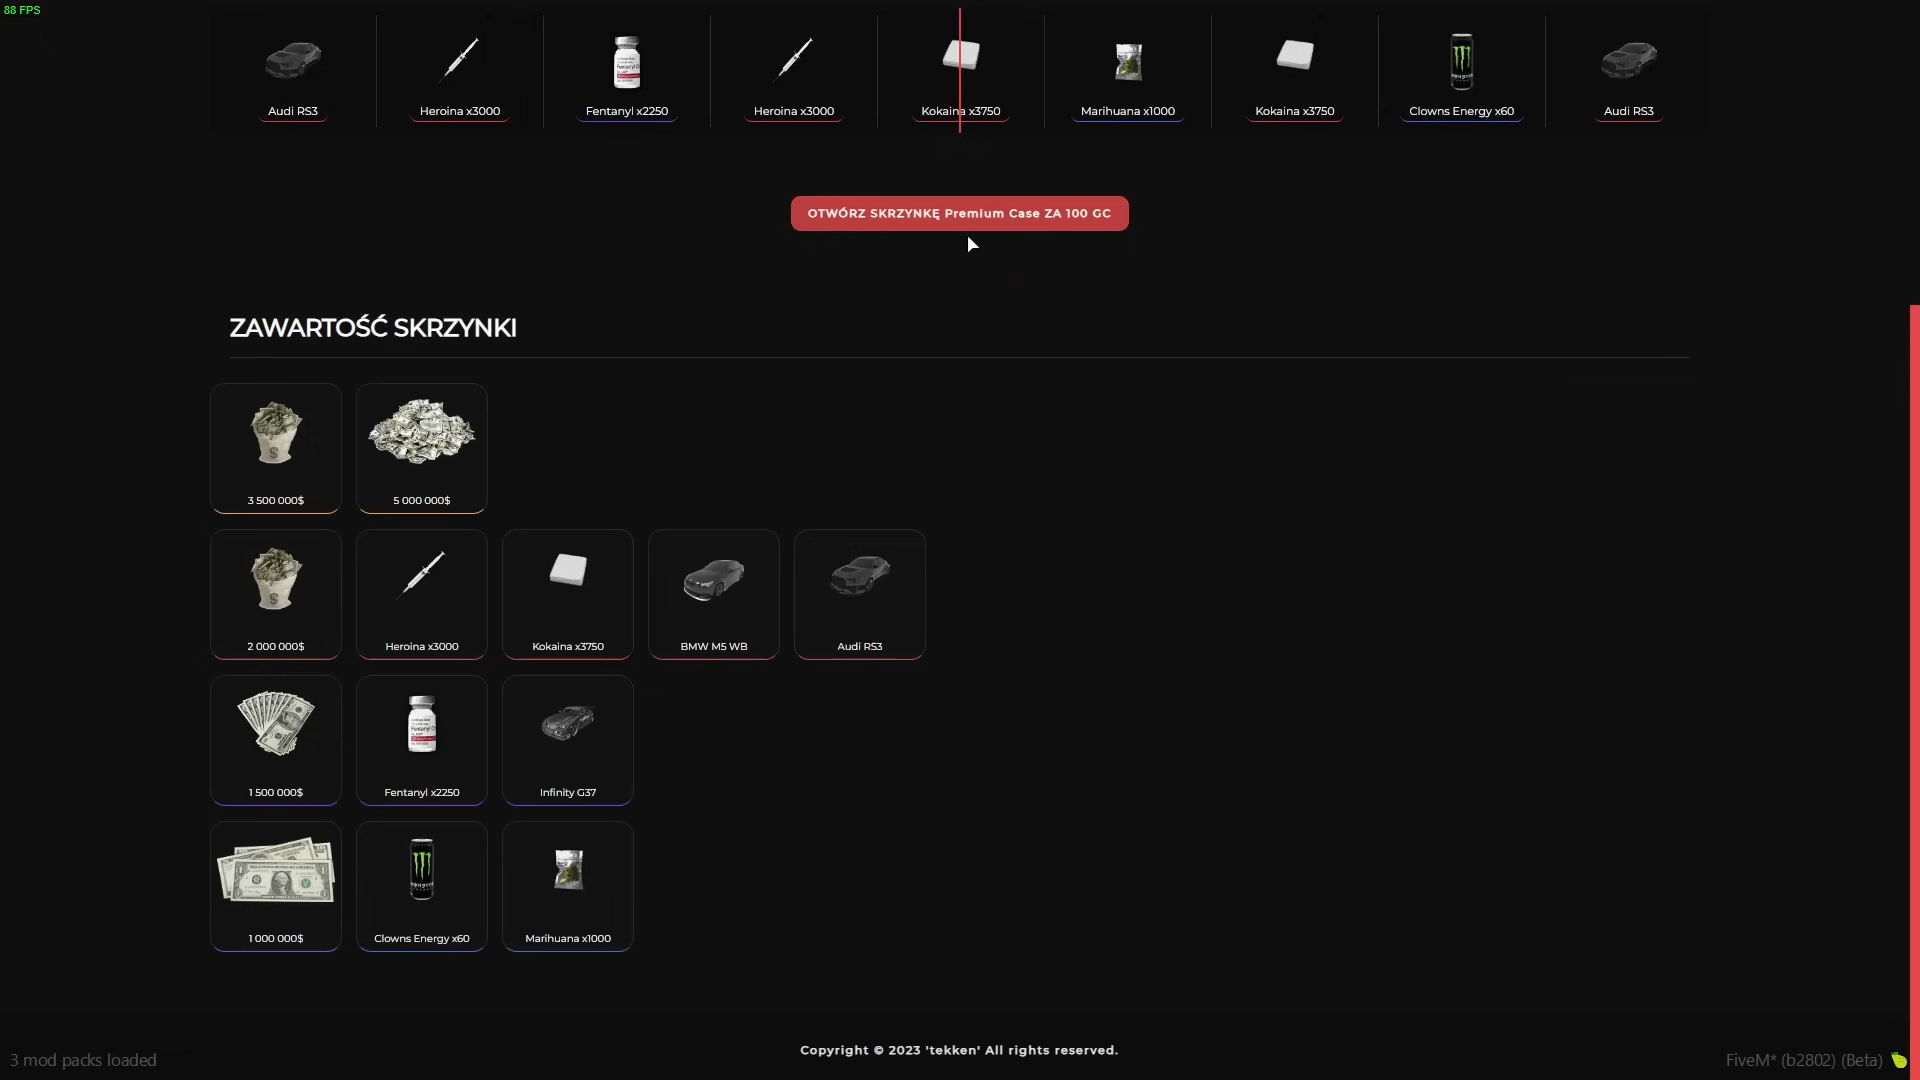 88 FPS
Audi RS3
Heroina x3000
Fentanyl x2250
Heroina x3000
Kokaina x3750
Marihuana x1000
Kokaina x3750
Clowns Energy x60
Audi RS3
OTWÓRZ SKRZYNKĘ Premium Case ZA 100 GC
ZAWARTOŚĆ SKRZYNKI
3 500 000$
5 000 000$
2 000 000$
Heroina x3000
Kokaina x3750
BMW M5 WB
Audi RS3
1 500 000$
Fentanyl x2250
Infinity G37
1 000 000$
Clowns Energy x60
Marihuana x1000
Copyright © 2023 'tekken' All rights reserved.
3 mod packs loaded
FiveM* (b2802) (Beta)